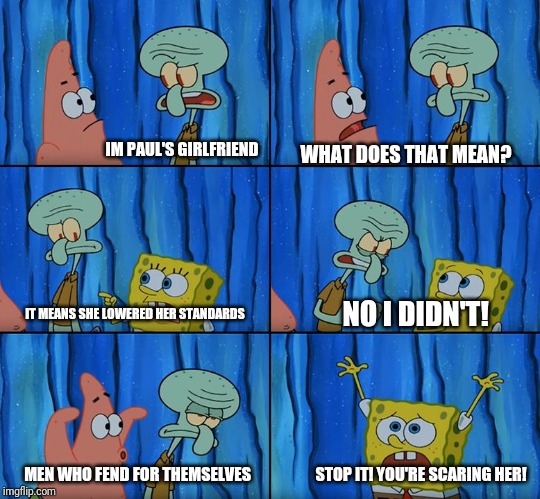 IM PAUL'S GIRLFRIEND
WHAT DOES THAT MEAN?
IT MEANS SHE LOWERED HER STANDARDS
NO I DIDN'T!
MEN WHO FEND FOR THEMSELVES
STOP IT! YOU'RE SCARING HER!
imgflip.com